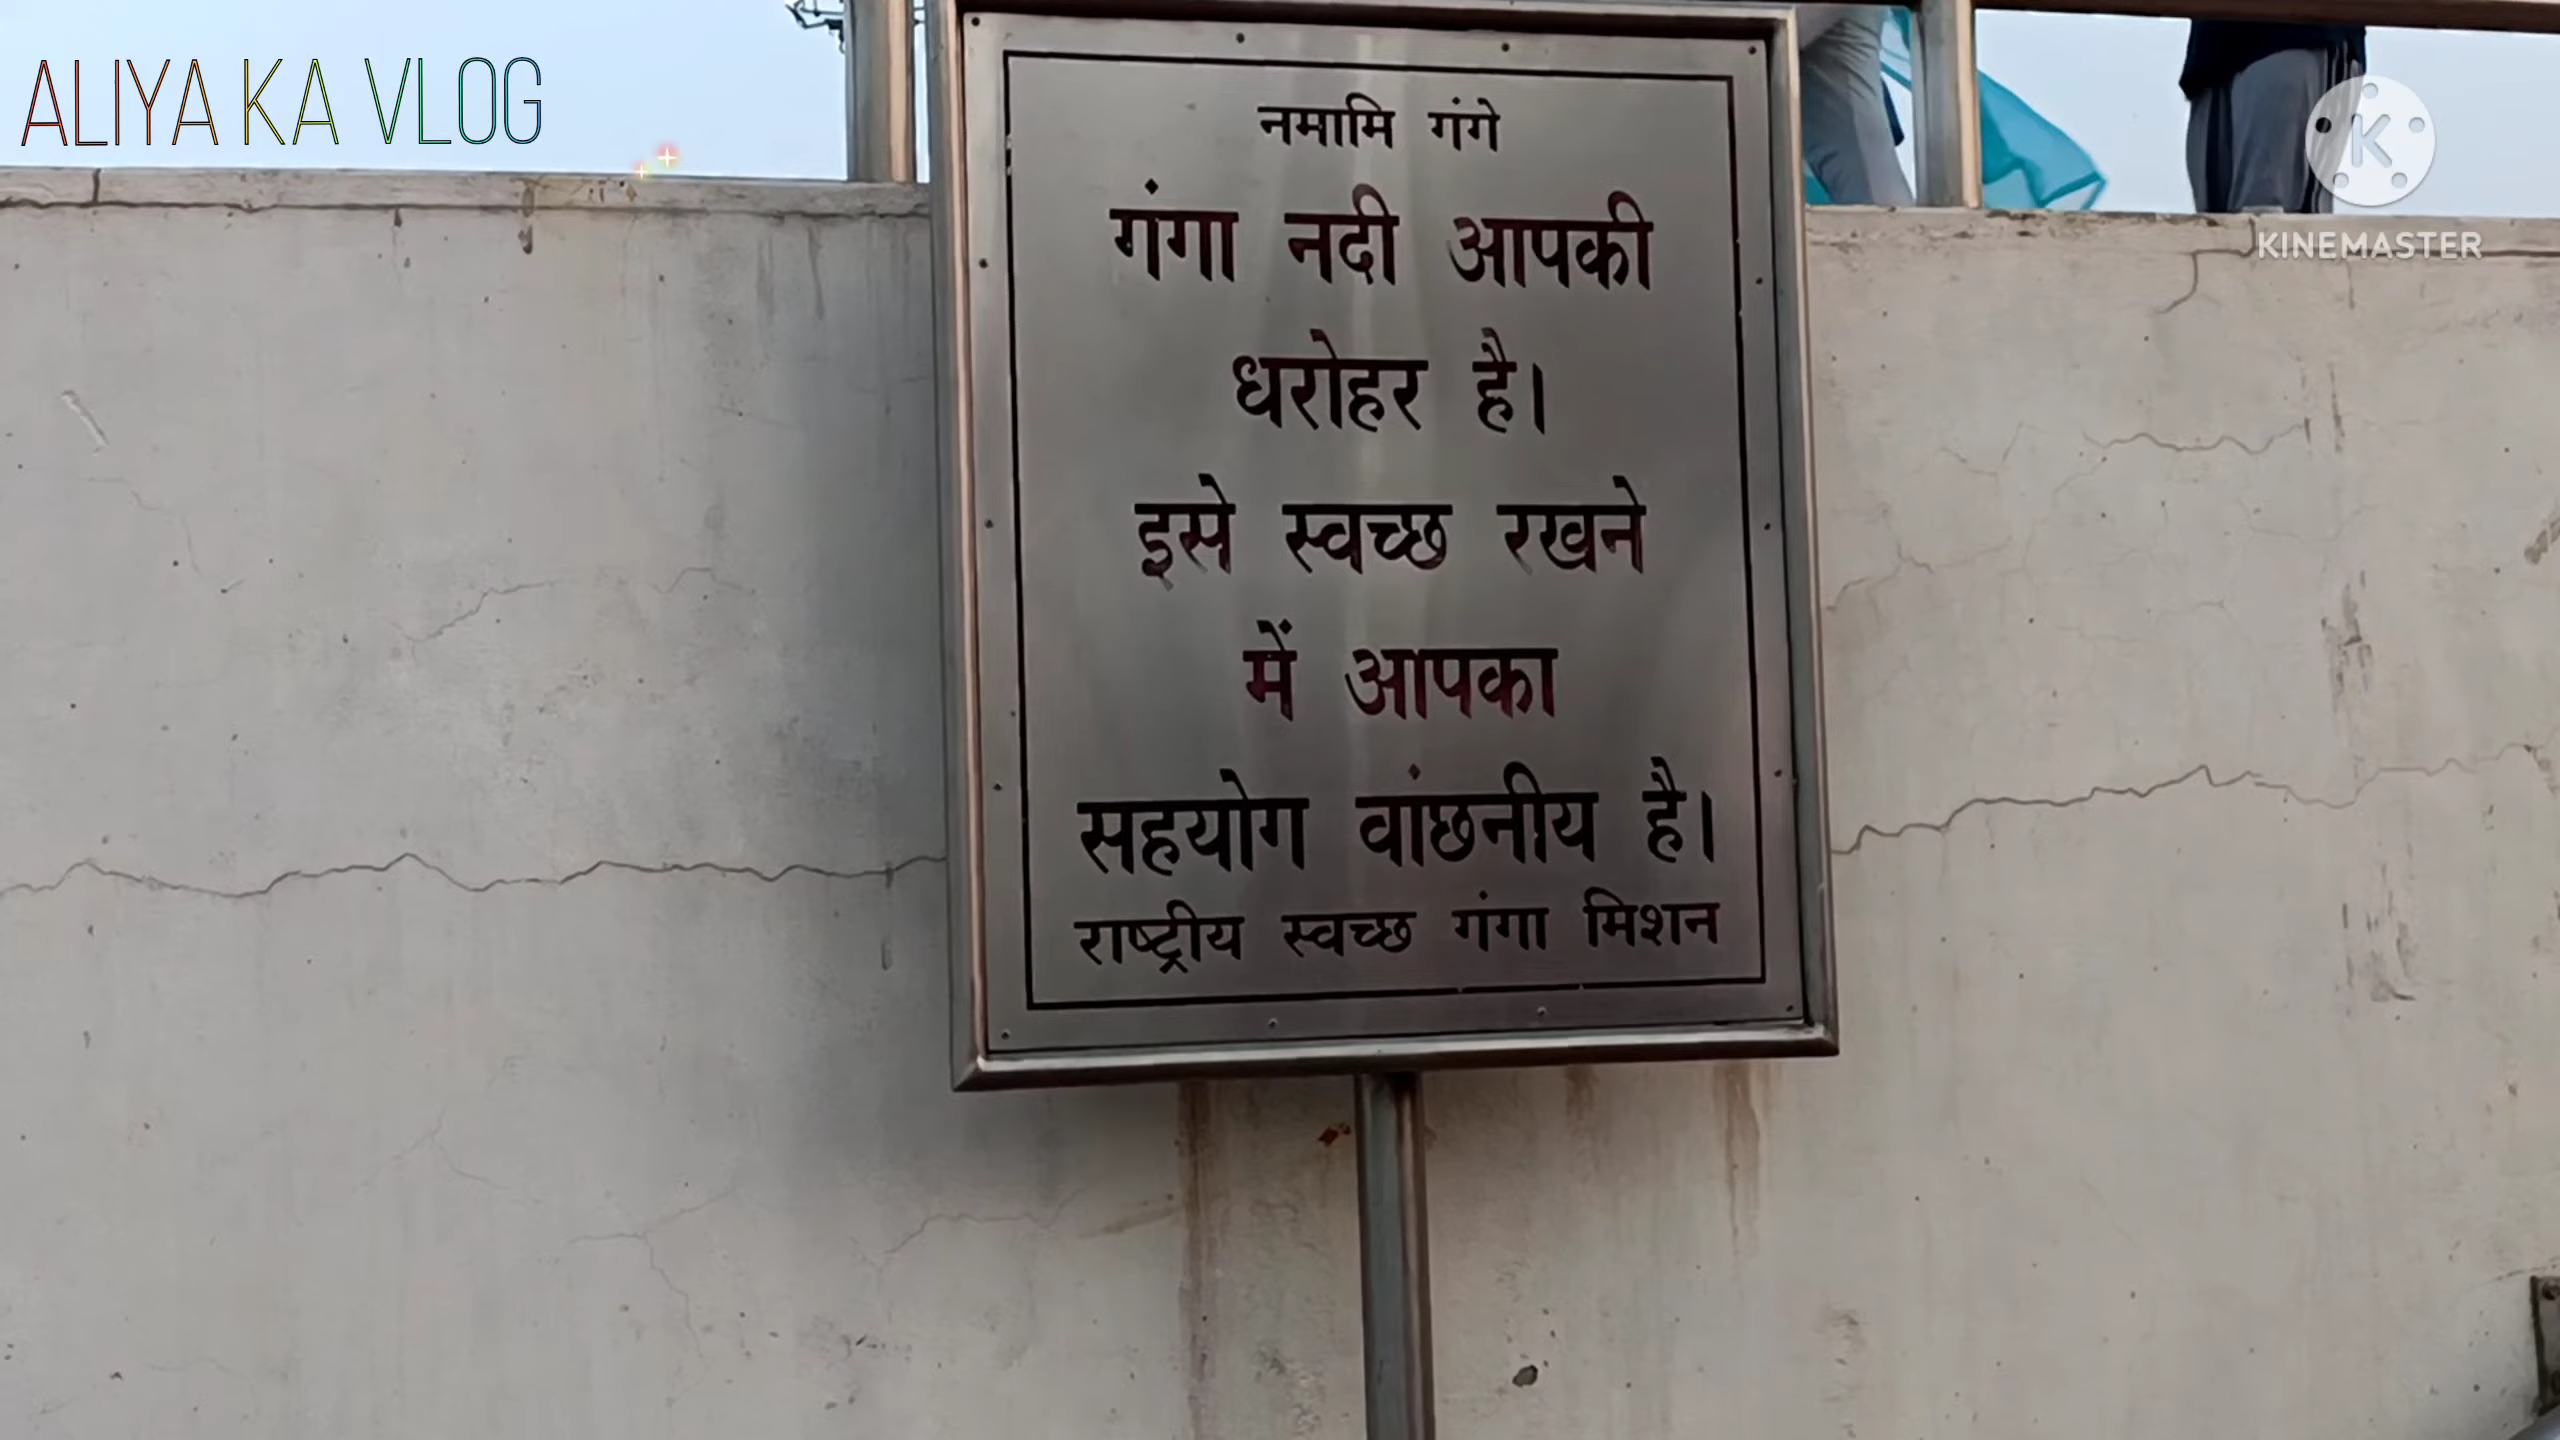 ALIYA KA VLOG
KINEMASTER
नमामि गंगे
गंगा नदी आपकी
धरोहर है।
इसे स्वच्छ रखने
में आपका
सहयोग वांछनीय है।
राष्ट्रीय स्वच्छ गंगा मिशन